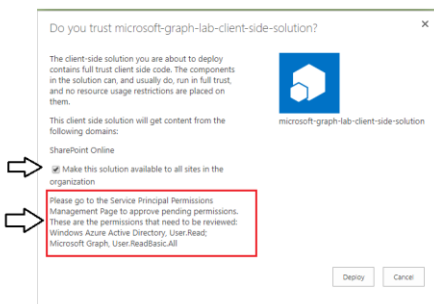 Do you trust microsoft-graph-lab-client-side-solution?
The client-side solution you are about to deploy
contains full trust client side code. The components
in the solution can, and usually do, run in full trust,
and no resource usage restrictions are placed on
them.
microsoft-graph-lab-client-side-solution
This client side solution will get content from the
following domains:
SharePoint Online
Make this solution available to all sites in the
organization
Please go to the Service Principal Permissions
Management Page to approve pending permissions.
These are the permissions that need to be reviewed:
Windows Azure Active Directory, User.Read;
Microsoft Graph, User.ReadBasic.All
Deploy
Cancel